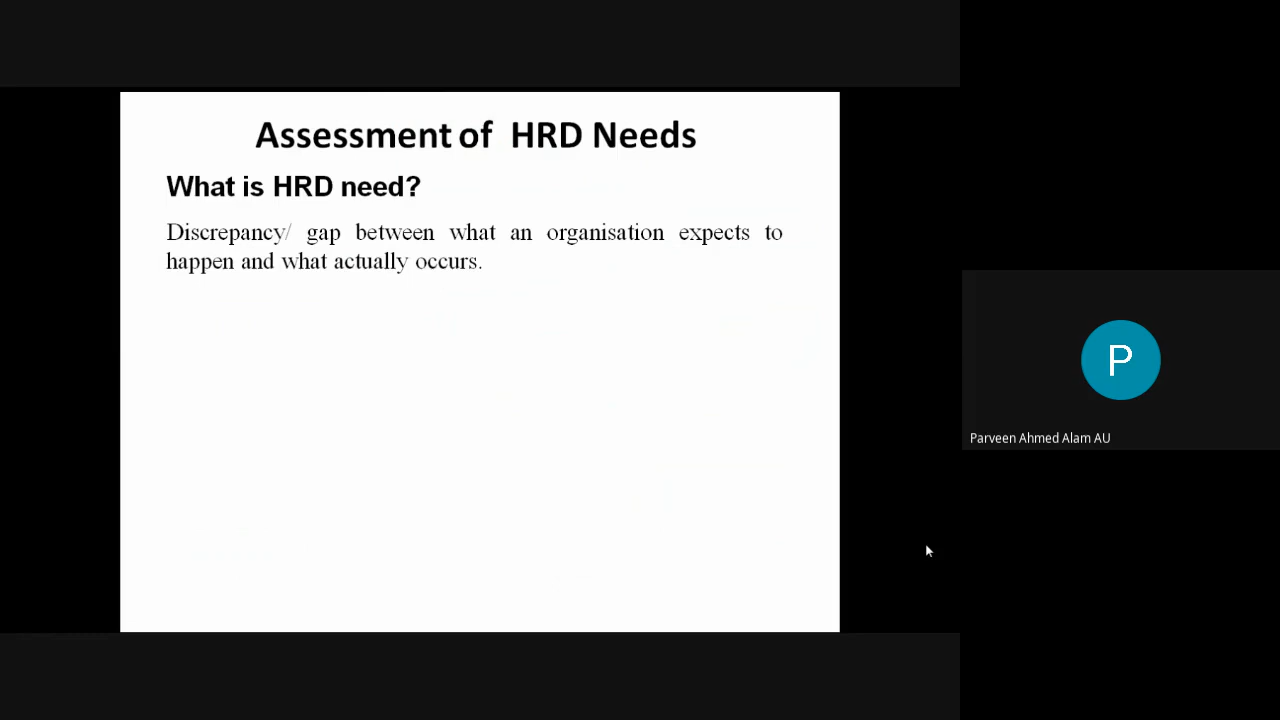 Assessment of HRD Needs
What is HRD need?
Discrepancy/ gap between what an organisation expects to
happen and what actually occurs.
P
Parveen Ahmed Alam AU